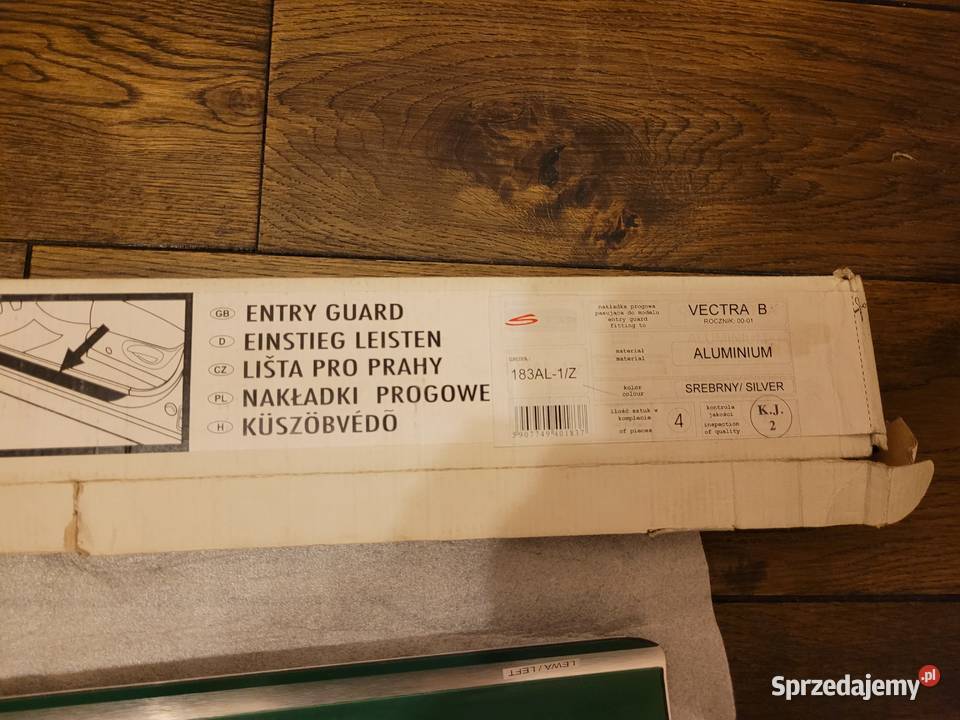 GB ENTRY GUARD
D EINSTIEG LEISTEN
CZ LIŠTA PRO PRAHY
PL NAKŁADKI PROGOWE
H KÜSZÖBVÉDÕ
S
183AL-1/Z
5907749401837
nakładka progowa
pasująca do modelu
entry guard
fitting to
VECTRA B
ROCZNIK: 00-01
materiał
material
ALUMINIUM
kolor
colour
SREBRNY/ SILVER
ilość sztuk w
komplecie
of pieces
4
kontrola
jakości
inspection
of quality
K.J.
2
LEWA / LEFT
Sprzedajemy.pl